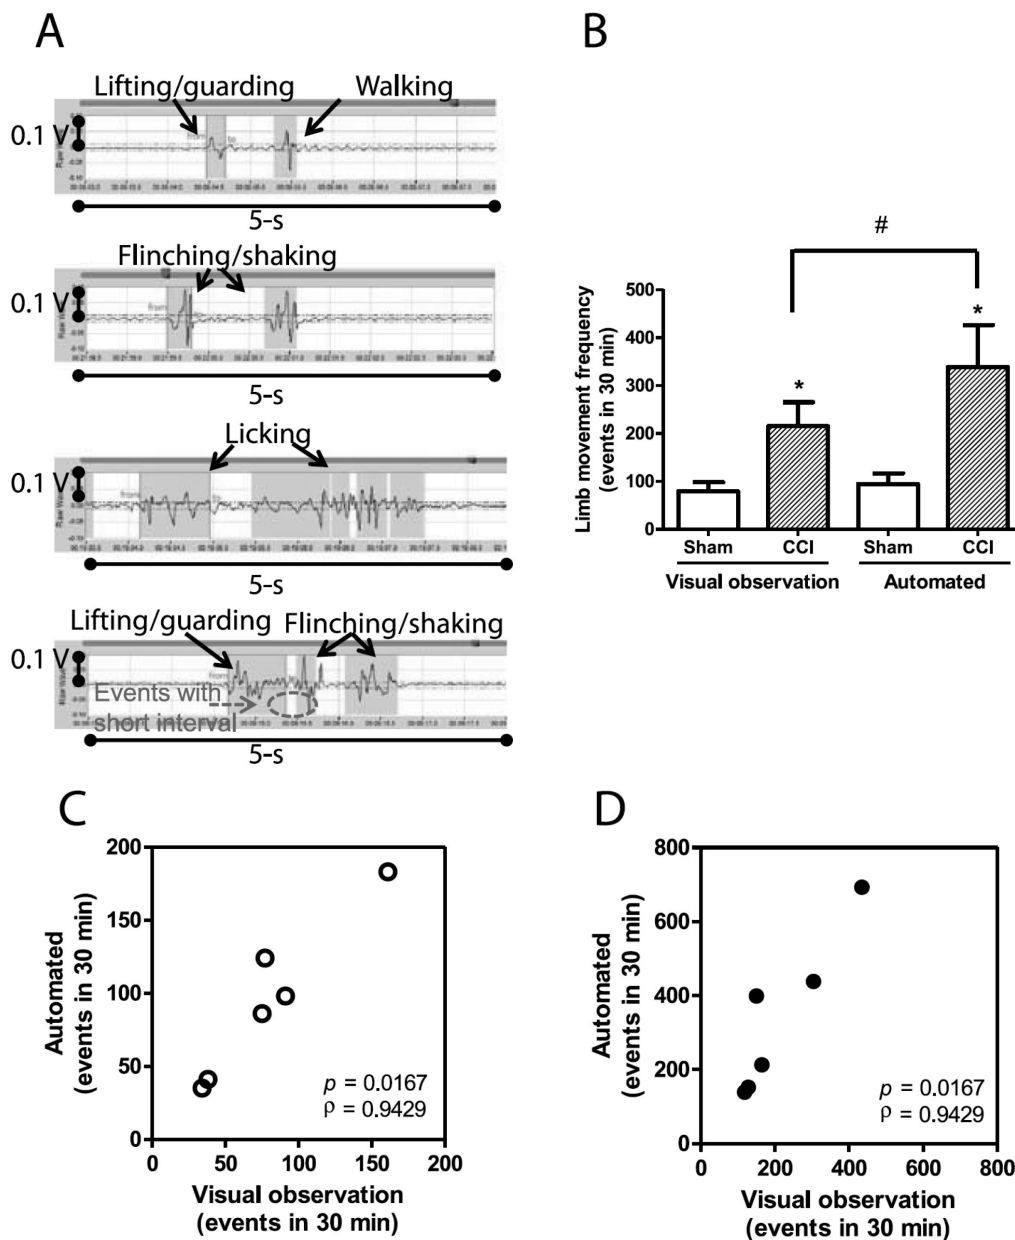 A
Lifting/guarding
Walking
0.1 V
5-s
Flinching/shaking
0.1 V
5-s
Licking
0.1 V
5-s
Lifting/guarding
Flinching/shaking
0.1 V
Events with
short interval
5-s
B
#
Limb movement frequency
(events in 30 min)
500
400
300
200
100
0
*
*
Sham
CCI
Sham
CCI
Visual observation
Automated
C
Automated
(events in 30 min)
200
150
100
50
0
p = 0.0167
ρ = 0.9429
0
50
100
150
200
Visual observation
(events in 30 min)
D
Automated
(events in 30 min)
800
600
400
200
0
p = 0.0167
ρ = 0.9429
0
200
400
600
800
Visual observation
(events in 30 min)